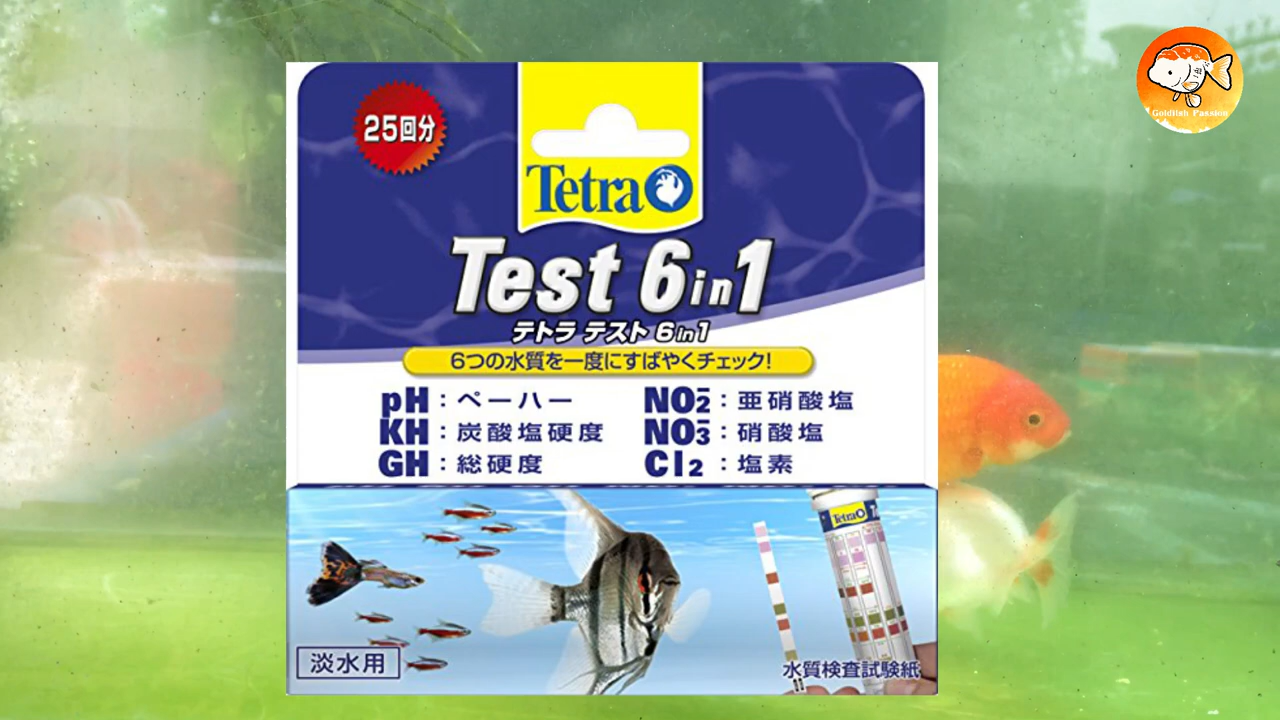 Goldfish Passion
25回分
Tetra
Test 6in1
テトラ テスト 6in1
6つの水質を一度にすばやくチェック!
pH：ペーハー
KH：炭酸塩硬度
GH：総硬度
NO₂⁻：亜硝酸塩
NO₃⁻：硝酸塩
Cl₂：塩素
Tetra
淡水用
水質検査試験紙